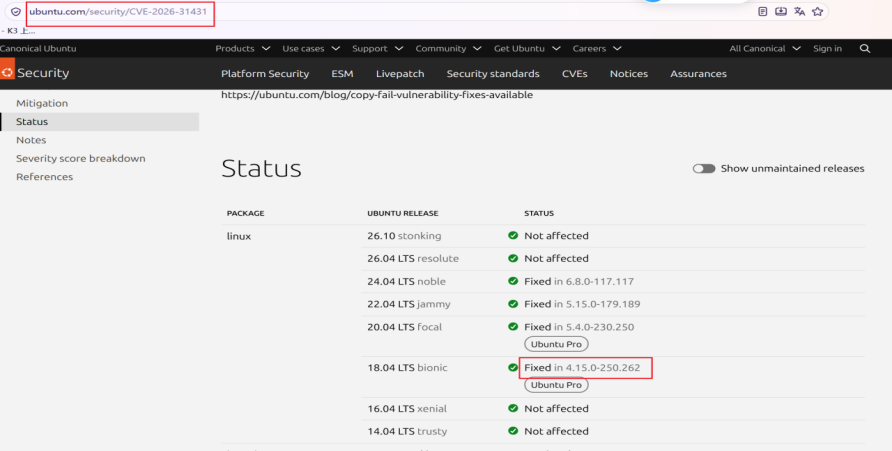 ubuntu.com/security/CVE-2026-31431
- K3 上...
Canonical Ubuntu Products Use cases Support Community Get Ubuntu Careers All Canonical Sign in
Security Platform Security ESM Livepatch Security standards CVEs Notices Assurances
Mitigation
Status
Notes
Severity score breakdown
References
https://ubuntu.com/blog/copy-fail-vulnerability-fixes-available
Status
Show unmaintained releases
PACKAGE UBUNTU RELEASE STATUS
linux 26.10 stonking Not affected
26.04 LTS resolute Not affected
24.04 LTS noble Fixed in 6.8.0-117.117
22.04 LTS jammy Fixed in 5.15.0-179.189
20.04 LTS focal Fixed in 5.4.0-230.250
Ubuntu Pro
18.04 LTS bionic Fixed in 4.15.0-250.262
Ubuntu Pro
16.04 LTS xenial Not affected
14.04 LTS trusty Not affected